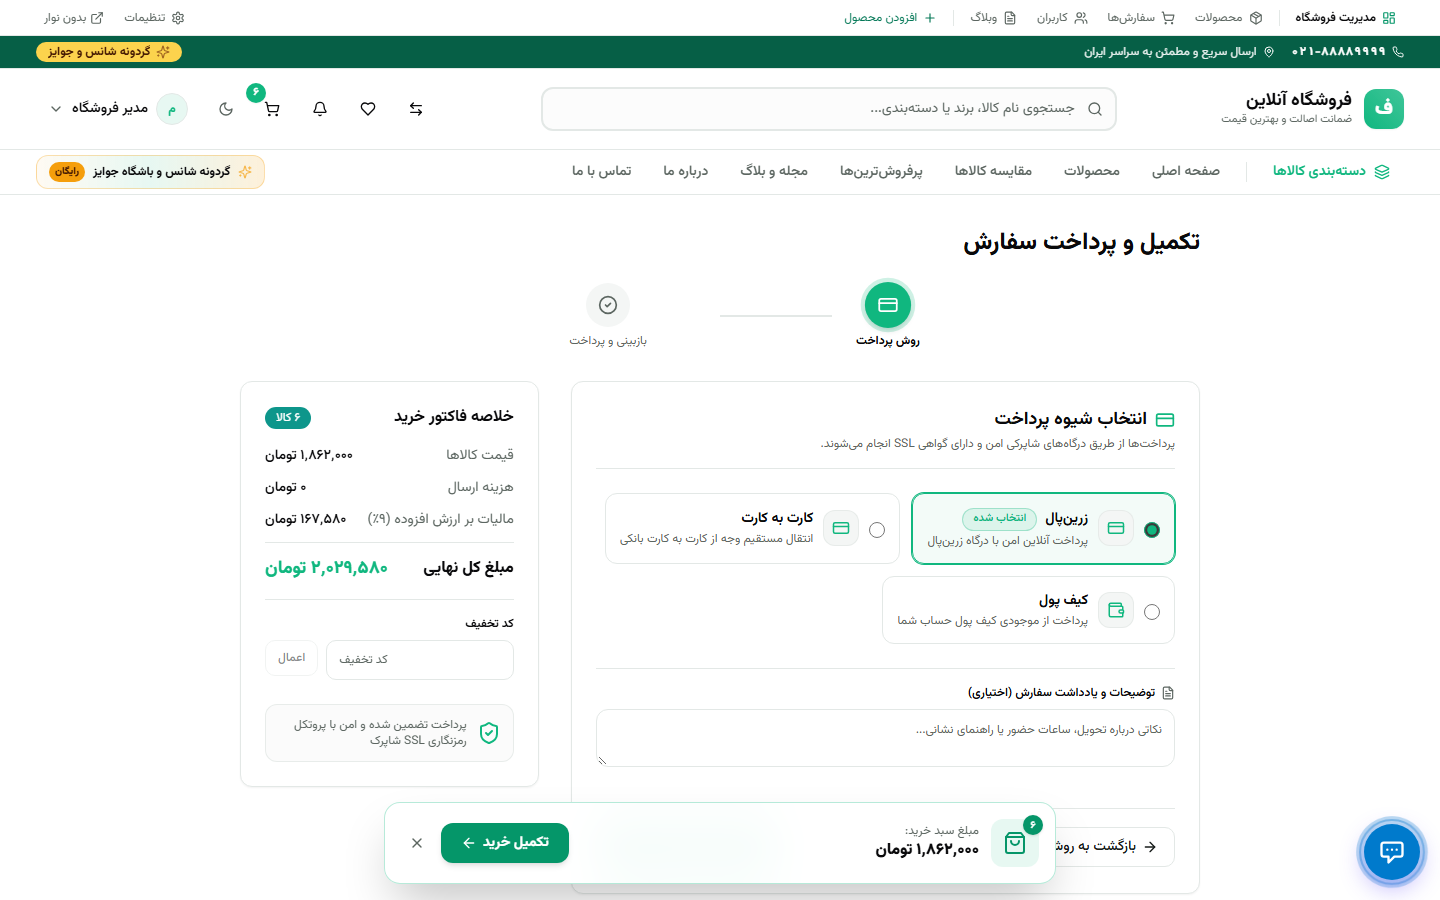 مدیریت فروشگاه
محصولات
سفارش‌ها
کاربران
وبلاگ
افزودن محصول
تنظیمات
بدون نوار
۰۲۱-۸۸۸۸۹۹۹۹
ارسال سریع و مطمئن به سراسر ایران
گردونه شانس و جوایز
ف
فروشگاه آنلاین
ضمانت اصالت و بهترین قیمت
جستجوی نام کالا، برند یا دسته‌بندی...
۶
م
مدیر فروشگاه
دسته‌بندی کالاها
صفحه اصلی
محصولات
مقایسه کالاها
پرفروش‌ترین‌ها
مجله و بلاگ
درباره ما
تماس با ما
گردونه شانس و باشگاه جوایز
رایگان
تکمیل و پرداخت سفارش
روش پرداخت
بازبینی و پرداخت
انتخاب شیوه پرداخت
پرداخت‌ها از طریق درگاه‌های شاپرکی امن و دارای گواهی SSL انجام می‌شوند.
زرین‌پال
انتخاب شده
پرداخت آنلاین امن با درگاه زرین‌پال
کارت به کارت
انتقال مستقیم وجه از کارت به کارت بانکی
کیف پول
پرداخت از موجودی کیف پول حساب شما
توضیحات و یادداشت سفارش (اختیاری)
نکاتی درباره تحویل، ساعات حضور یا راهنمای نشانی...
بازگشت به
خلاصه فاکتور خرید
۶ کالا
قیمت کالاها
۱,۸۶۲,۰۰۰ تومان
هزینه ارسال
۰ تومان
مالیات بر ارزش افزوده (۹٪)
۱۶۷,۵۸۰ تومان
مبلغ کل نهایی
۲,۰۲۹,۵۸۰ تومان
کد تخفیف
کد تخفیف
اعمال
پرداخت تضمین شده و امن با پروتکل
رمزنگاری SSL شاپرک
۶
مبلغ سبد خرید:
۱,۸۶۲,۰۰۰ تومان
تکمیل خرید